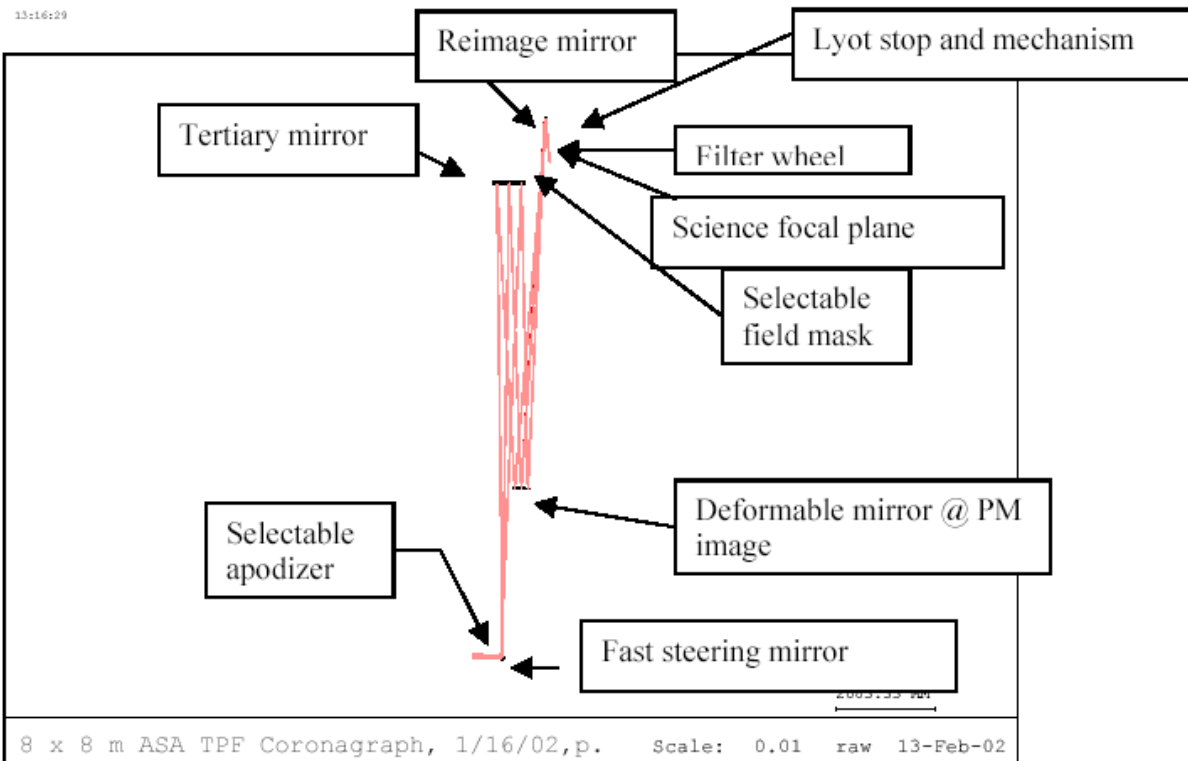 13:16:29
Reimage mirror
Lyot stop and mechanism
Tertiary mirror
Filter wheel
Science focal plane
Selectable
field mask
Deformable mirror @ PM
image
Selectable
apodizer
Fast steering mirror
MM
8 x 8 m ASA TPF Coronagraph, 1/16/02,p. Scale: 0.01 raw 13-Feb-02